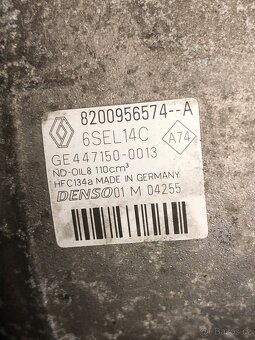 8200956574--A
6SEL14C
A74
GE447150-0013
ND-OIL8 110cm³
HFC134a MADE IN GERMANY
DENSO 01 M 04255